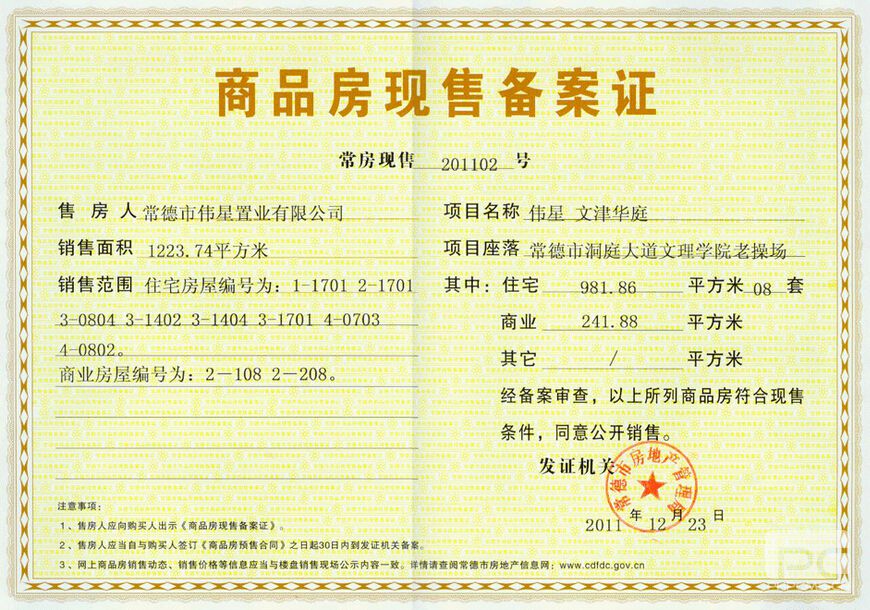 商品房现售备案证
常房现售 201102 号
售房人 常德市伟星置业有限公司
项目名称 伟星 文津华庭
销售面积 1223.74平方米
项目座落 常德市洞庭大道文理学院老操场
销售范围 住宅房屋编号为：1-1701 2-1701
其中：住宅 981.86 平方米 08 套
3-0804 3-1402 3-1404 3-1701 4-0703
商业 241.88 平方米
4-0802。
其它 / 平方米
商业房屋编号为：2－108 2－208。
经备案审查，以上所列商品房符合现售
条件，同意公开销售。
发证机关
常德市房地产管理局
2011 年 12 月 23 日
注意事项：
1、售房人应向购买人出示《商品房现售备案证》。
2、售房人应当自与购买人签订《商品房预售合同》之日起30日内到发证机关备案。
3、网上商品房销售动态、销售价格等信息应当与楼盘销售现场公示内容一致。详情请查阅常德市房地产信息网：www.cdfdc.gov.cn